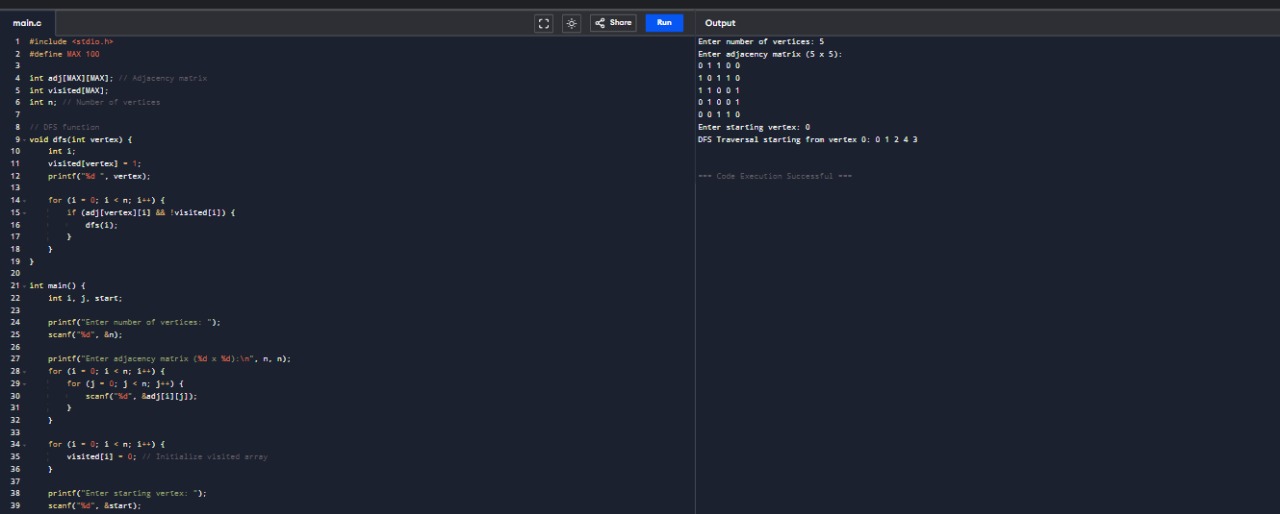 main.c
Share
Run
Output
1 #include <stdio.h>
2 #define MAX 100
3
4 int adj[MAX][MAX]; // Adjacency matrix
5 int visited[MAX];
6 int n; // Number of vertices
7
8 // DFS function
9 void dfs(int vertex) {
10 int i;
11 visited[vertex] = 1;
12 printf("%d ", vertex);
13
14 for (i = 0; i < n; i++) {
15 if (adj[vertex][i] && !visited[i]) {
16 dfs(i);
17 }
18 }
19 }
20
21 int main() {
22 int i, j, start;
23
24 printf("Enter number of vertices: ");
25 scanf("%d", &n);
26
27 printf("Enter adjacency matrix (%d x %d):\n", n, n);
28 for (i = 0; i < n; i++) {
29 for (j = 0; j < n; j++) {
30 scanf("%d", &adj[i][j]);
31 }
32 }
33
34 for (i = 0; i < n; i++) {
35 visited[i] = 0; // Initialize visited array
36 }
37
38 printf("Enter starting vertex: ");
39 scanf("%d", &start);
Enter number of vertices: 5
Enter adjacency matrix (5 x 5):
0 1 1 0 0
1 0 1 1 0
1 1 0 0 1
0 1 0 0 1
0 0 1 1 0
Enter starting vertex: 0
DFS Traversal starting from vertex 0: 0 1 2 4 3
=== Code Execution Successful ===